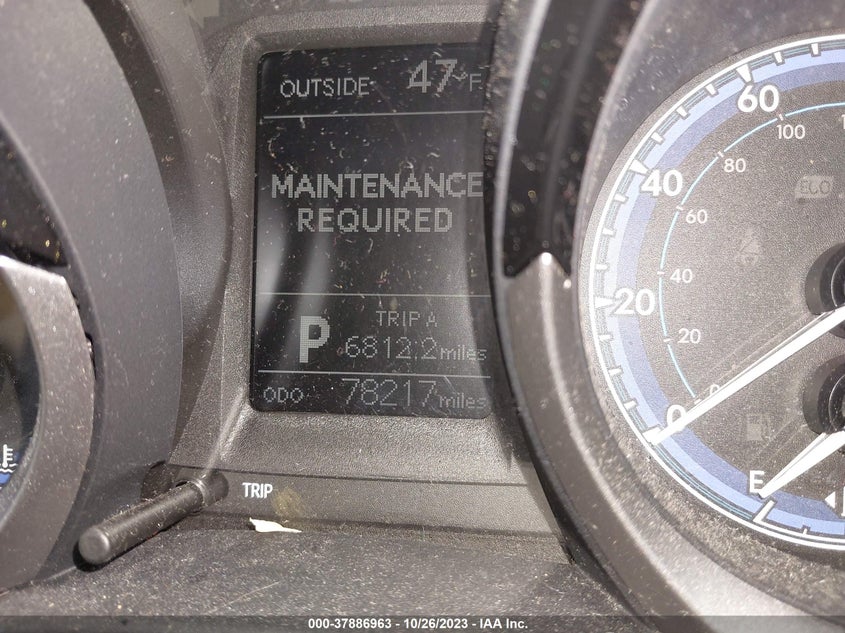 OUTSIDE 47°F
MAINTENANCE
REQUIRED
TRIP A
P 6812.2 miles
ODO 78217 miles
TRIP
60
40
20
0
100
80
60
40
20
0
ECO
E
000-37886963 - 10/26/2023 - IAA Inc.